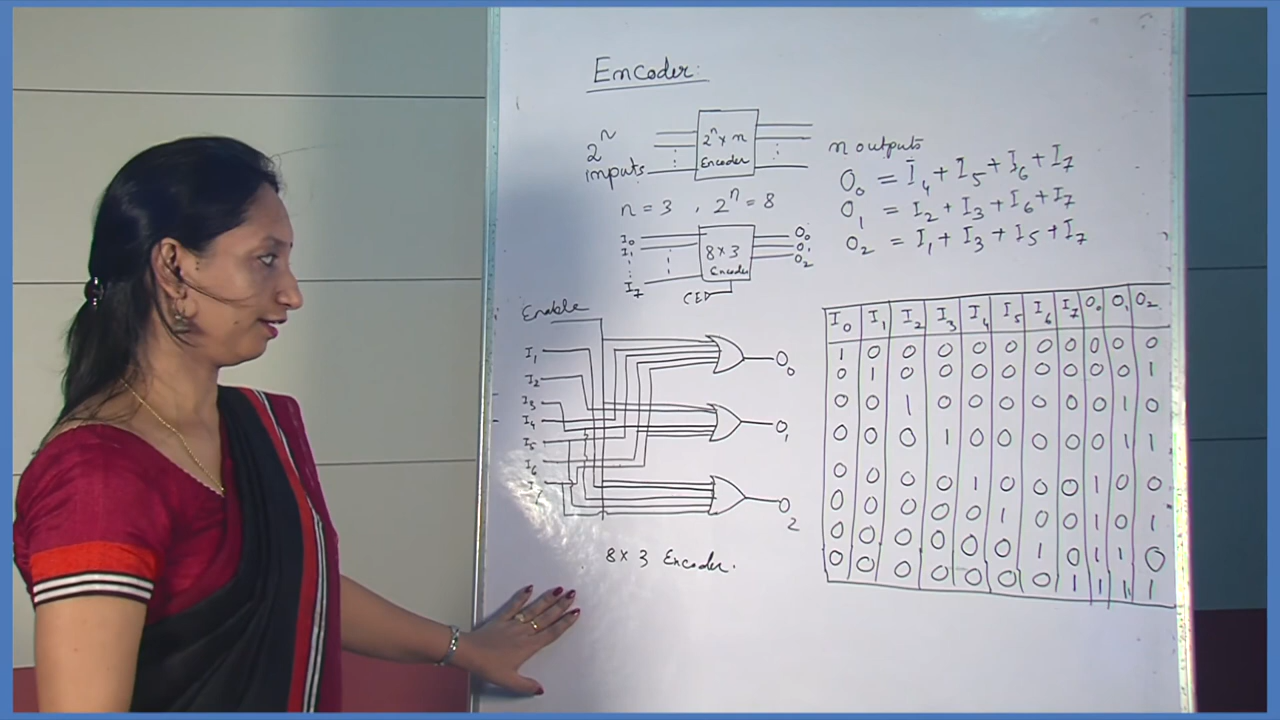 Encoder:
2ⁿ inputs
2ⁿ × n Encoder
n outputs
O₀ = I₄ + I₅ + I₆ + I₇
O₁ = I₂ + I₃ + I₆ + I₇
O₂ = I₁ + I₃ + I₅ + I₇
n = 3 , 2ⁿ = 8
I₀
I₁
I₇
8×3 Encoder
O₀
O₁
O₂
Enable
I₁
I₂
I₃
I₄
I₅
I₆
O₀
O₁
O₂
8×3 Encoder.
I₀ I₁ I₂ I₃ I₄ I₅ I₆ I₇ O₀ O₁ O₂
1 0 0 0 0 0 0 0 0 0 0
0 1 0 0 0 0 0 0 0 0 1
0 0 1 0 0 0 0 0 0 1 0
0 0 0 1 0 0 0 0 0 1 1
0 0 0 0 1 0 0 0 1 0 0
0 0 0 0 0 1 0 0 1 0 1
0 0 0 0 0 0 1 0 1 1 0
0 0 0 0 0 0 0 1 1 1 1